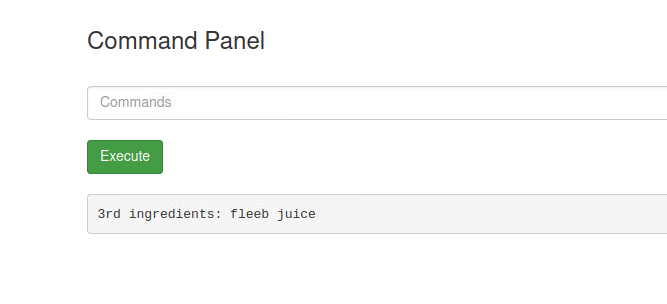 Command Panel
Commands
Execute
3rd ingredients: fleeb juice